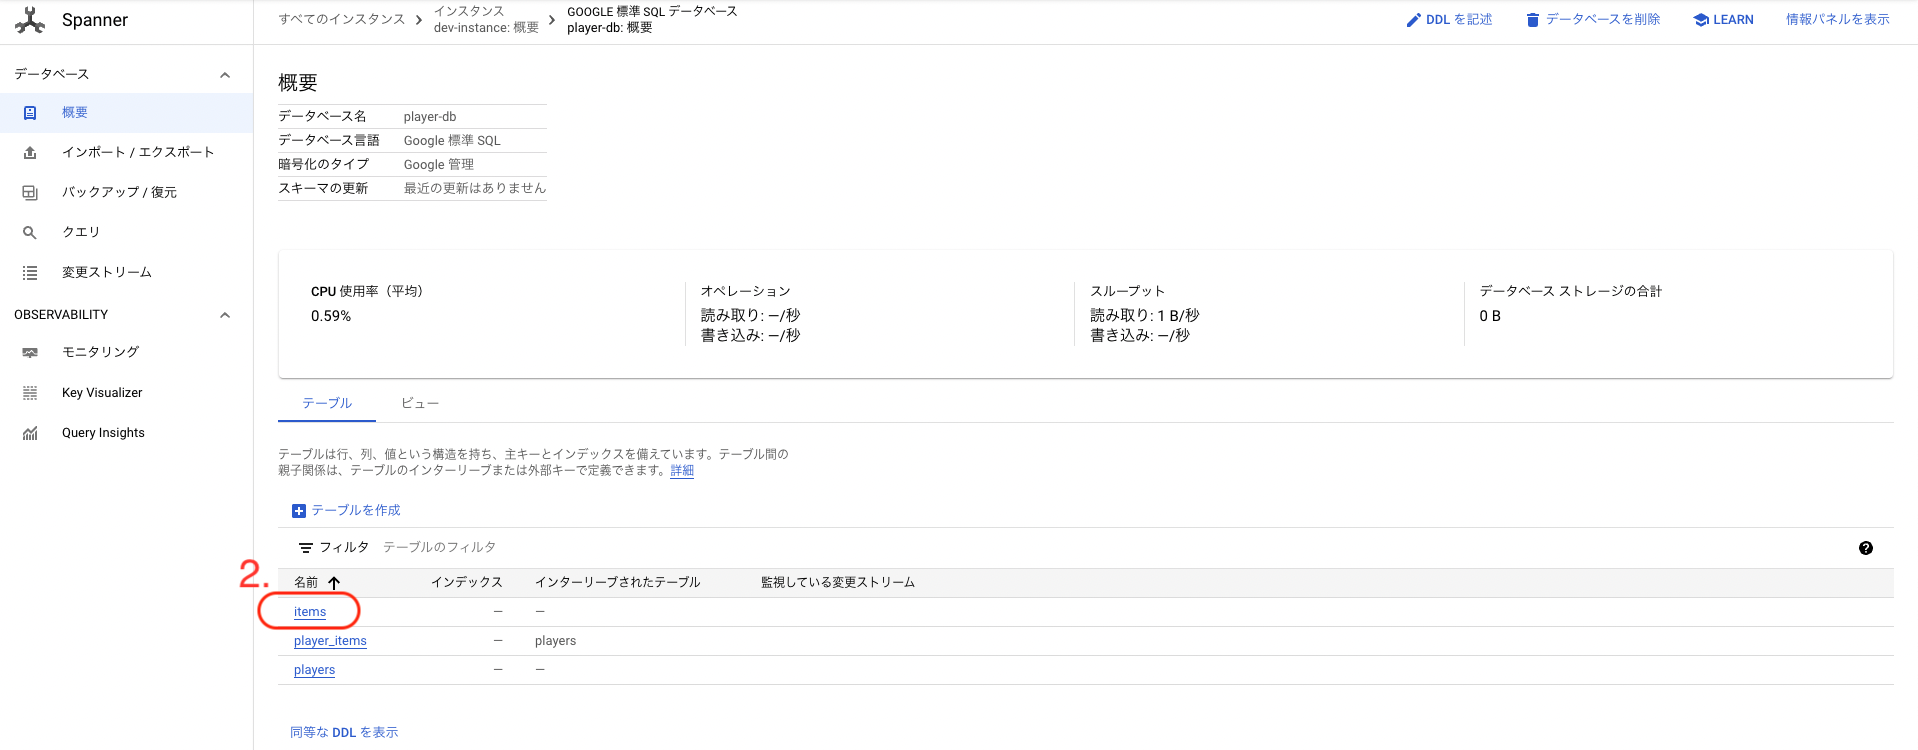 Spanner
すべてのインスタンス
インスタンス
dev-instance: 概要
GOOGLE 標準 SQL データベース
player-db: 概要
DDL を記述
データベースを削除
LEARN
情報パネルを表示
データベース
概要
インポート / エクスポート
バックアップ / 復元
クエリ
変更ストリーム
OBSERVABILITY
モニタリング
Key Visualizer
Query Insights
概要
データベース名 player-db
データベース言語 Google 標準 SQL
暗号化のタイプ Google 管理
スキーマの更新 最近の更新はありません
CPU 使用率（平均）
0.59%
オペレーション
読み取り: —/秒
書き込み: —/秒
スループット
読み取り: 1 B/秒
書き込み: —/秒
データベース ストレージの合計
0 B
テーブル ビュー
テーブルは行、列、値という構造を持ち、主キーとインデックスを備えています。テーブル間の
親子関係は、テーブルのインターリーブまたは外部キーで定義できます。詳細
テーブルを作成
フィルタ テーブルのフィルタ
2.
名前 インデックス インターリーブされたテーブル 監視している変更ストリーム
items — —
player_items — players
players — —
同等な DDL を表示